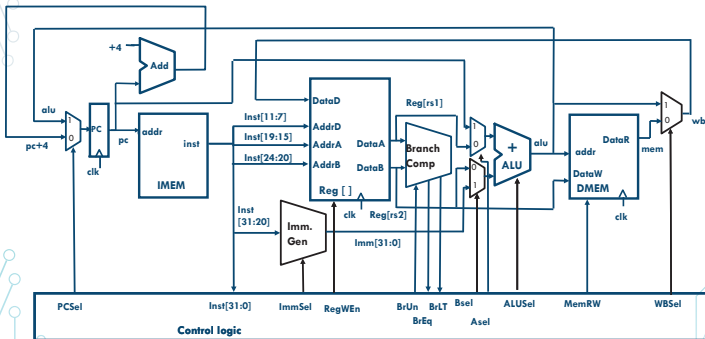 +4
Add
alu
1
0
pc+4
PC
clk
pc
addr
inst
IMEM
Inst[11:7]
Inst[19:15]
Inst[24:20]
Inst
[31:20]
DataD
AddrD
AddrA
AddrB
DataA
DataB
Reg [ ]
clk
Reg[rs1]
Reg[rs2]
Imm.
Gen
Imm[31:0]
Branch
Comp
1
0
0
1
+
ALU
alu
addr
DataW
DataR
DMEM
clk
mem
1
0
wb
PCSel
Inst[31:0]
ImmSel
RegWEn
BrUn
BrEq
BrLT
Bsel
Asel
ALUSel
MemRW
WBSel
Control logic